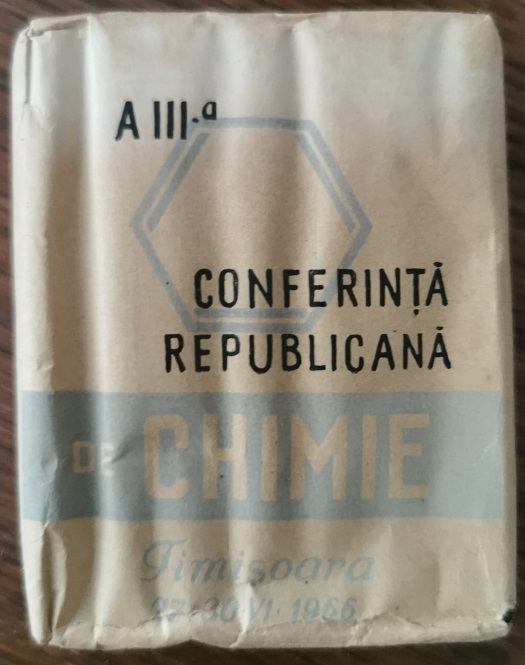 A III-a
CONFERINȚĂ
REPUBLICANĂ
DE CHIMIE
Timișoara
27-30·VI·1966